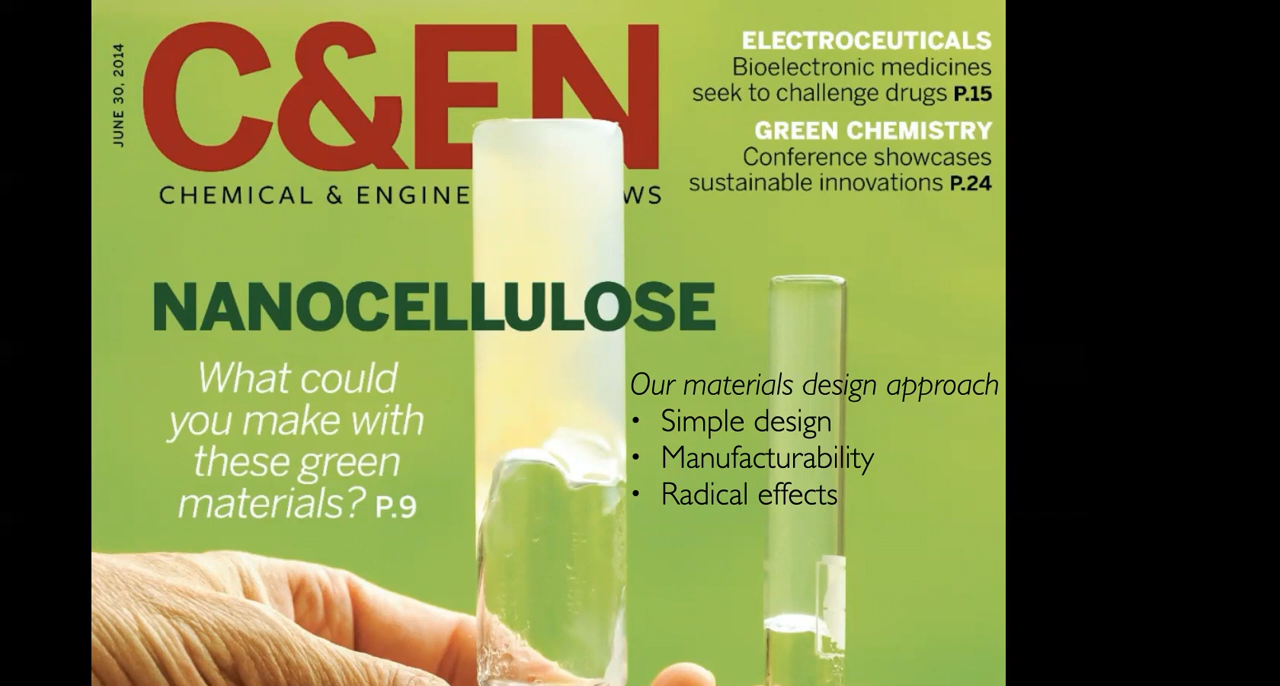 JUNE 30, 2014
C&EN
CHEMICAL & ENGINE WS
ELECTROCEUTICALS
Bioelectronic medicines
seek to challenge drugs P.15
GREEN CHEMISTRY
Conference showcases
sustainable innovations P.24
NANOCELLULOSE
What could
you make with
these green
materials? P.9
Our materials design approach
• Simple design
• Manufacturability
• Radical effects